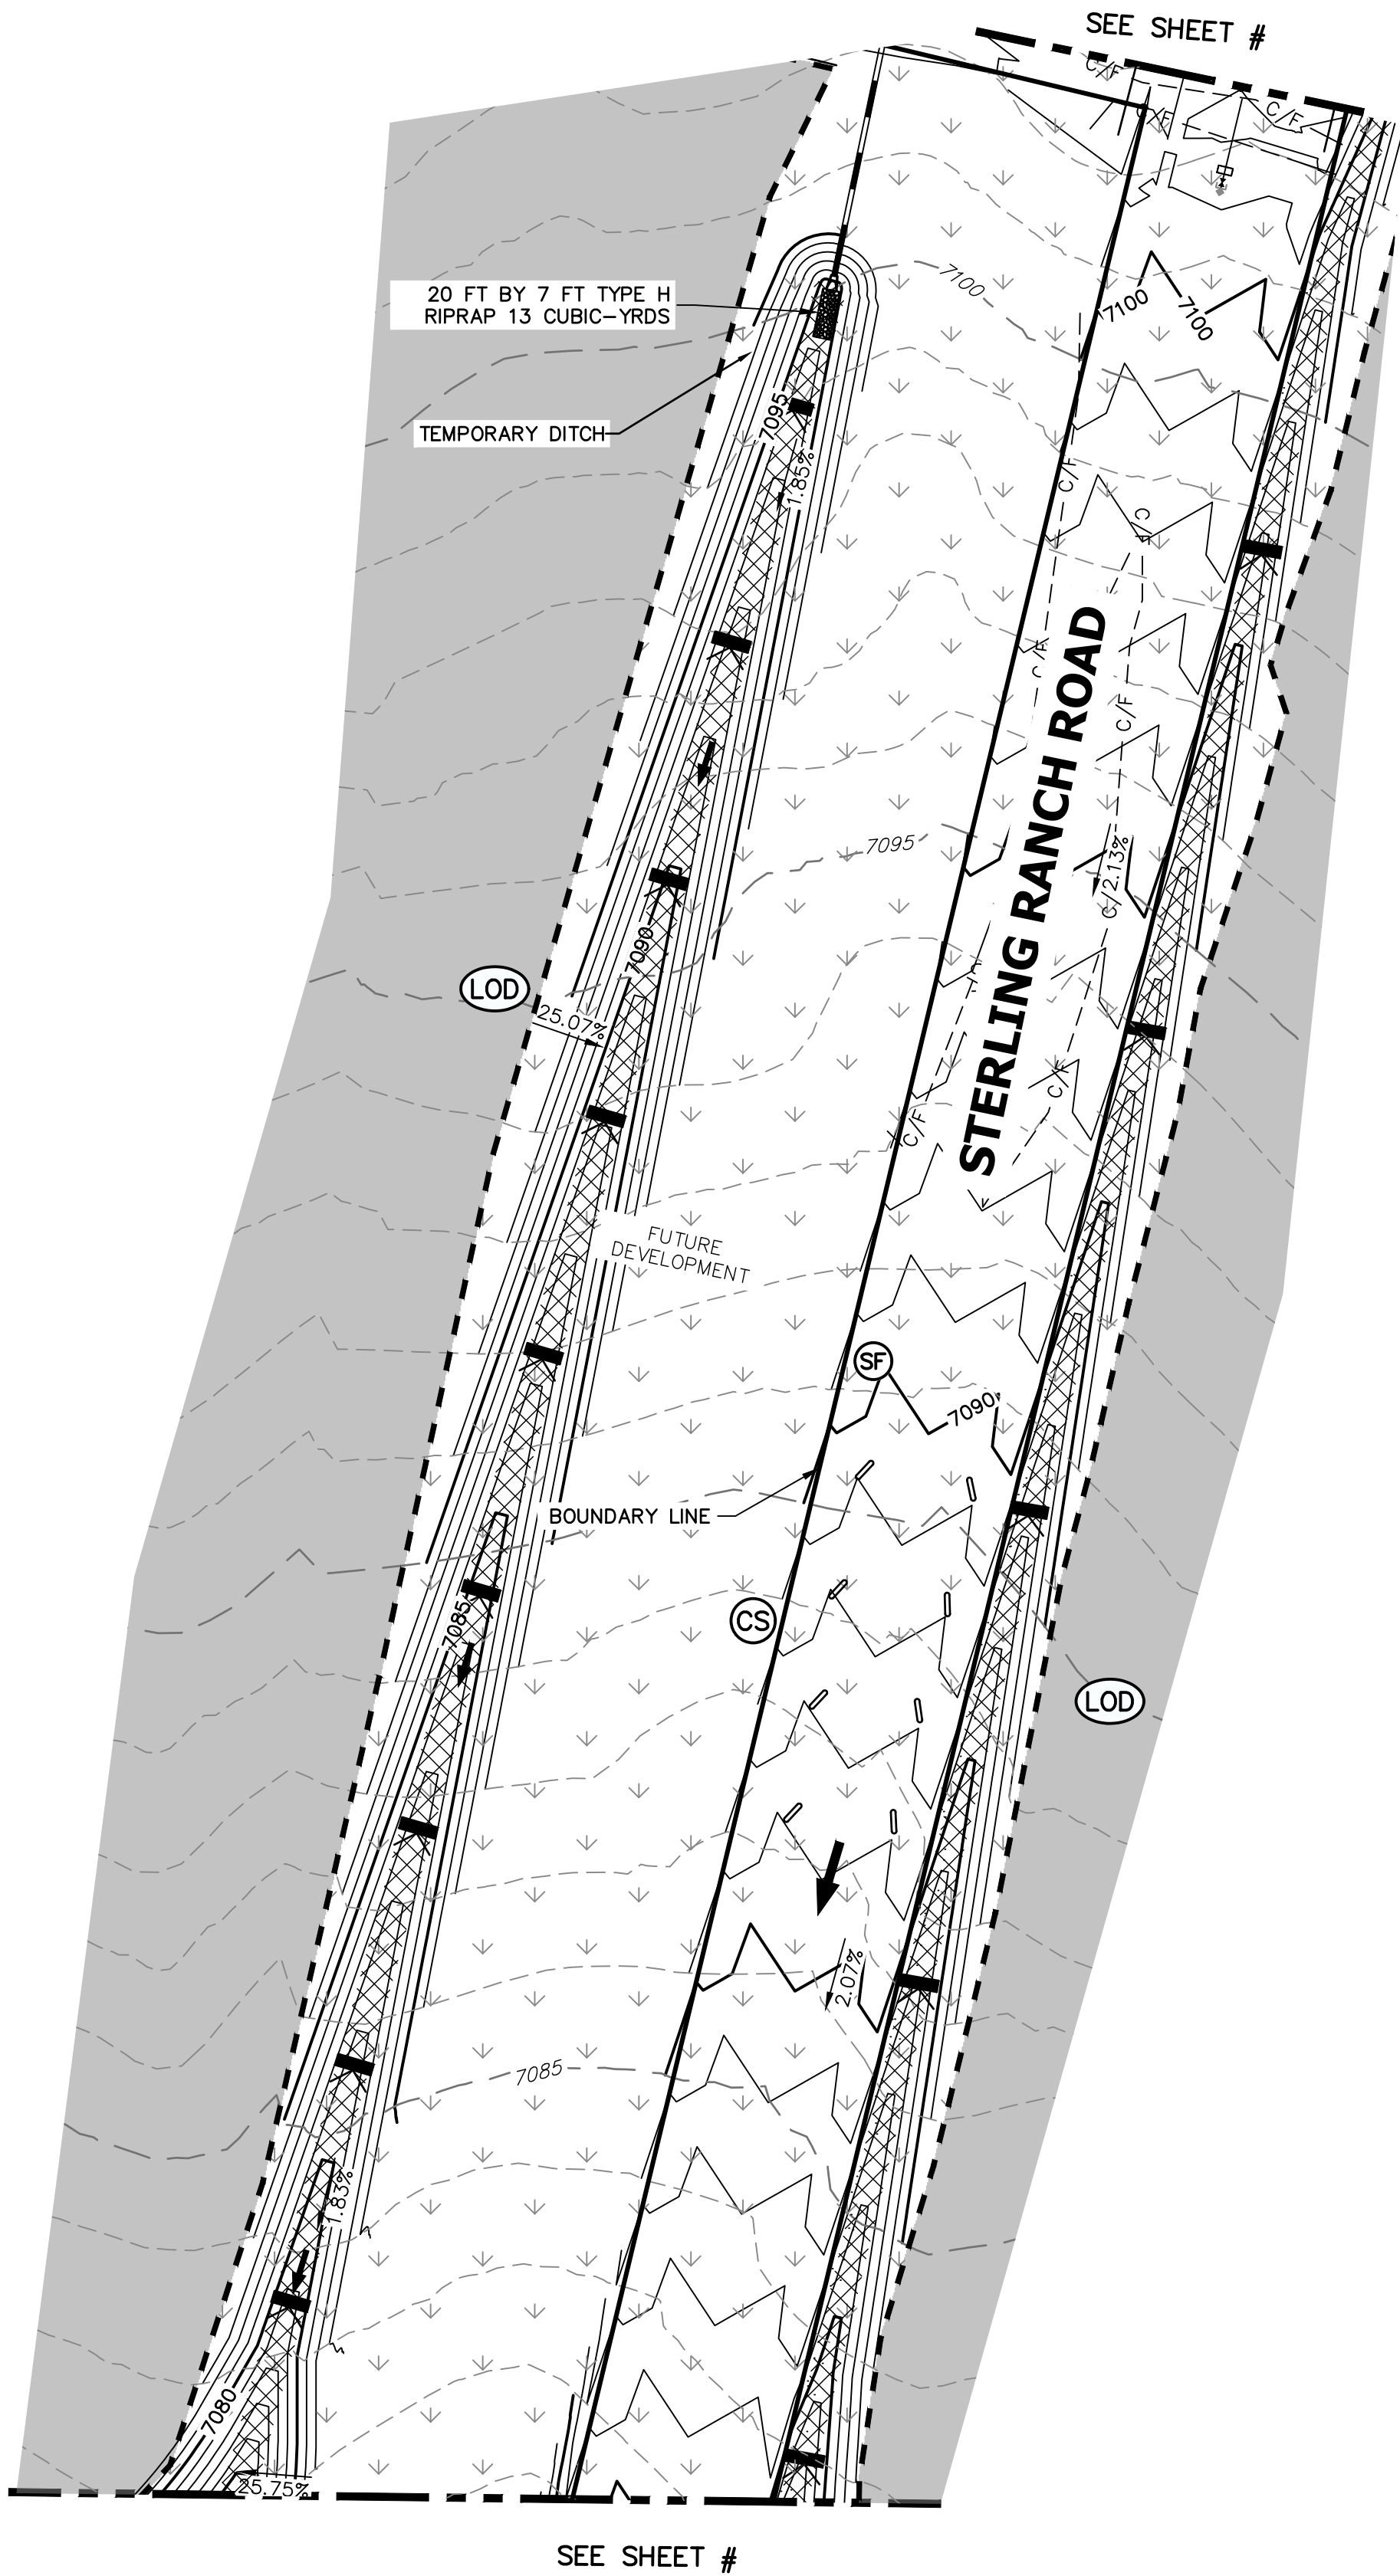 SEE SHEET #
C/F
C/F
C/F
20 FT BY 7 FT TYPE H
RIPRAP 13 CUBIC-YRDS
7100
7100
7100
TEMPORARY DITCH
7095
1.85%
C/F
C/F
C/F
C/F
STERLING RANCH ROAD
7095
C/2.13%
7090
LOD
25.07%
C/F
C/F
FUTURE
DEVELOPMENT
SF
7090
BOUNDARY LINE
CS
7085
LOD
2.07%
7085
1.83%
7080
25.75%
SEE SHEET #